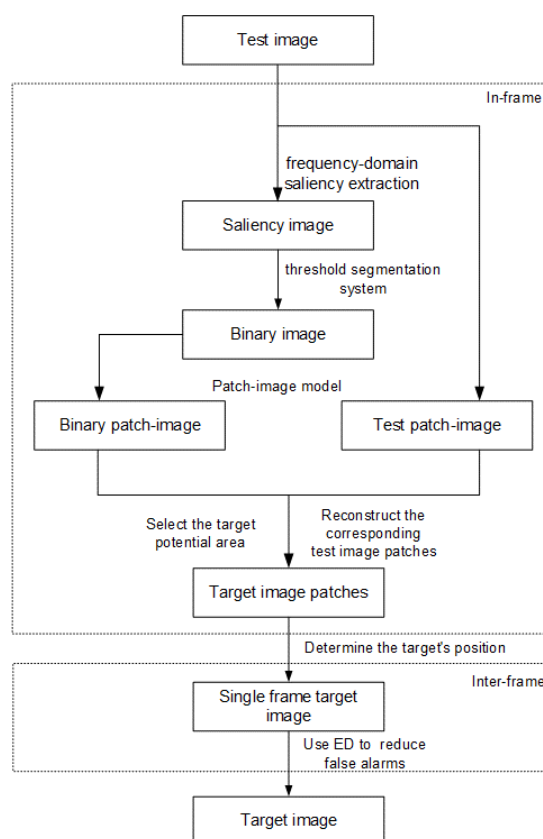 Test image
In-frame
frequency-domain
saliency extraction
Saliency image
threshold segmentation
system
Binary image
Patch-image model
Binary patch-image
Test patch-image
Select the target
potential area
Reconstruct the
corresponding
test image patches
Target image patches
Determine the target's position
Inter-frame
Single frame target
image
Use ED to reduce
false alarms
Target image